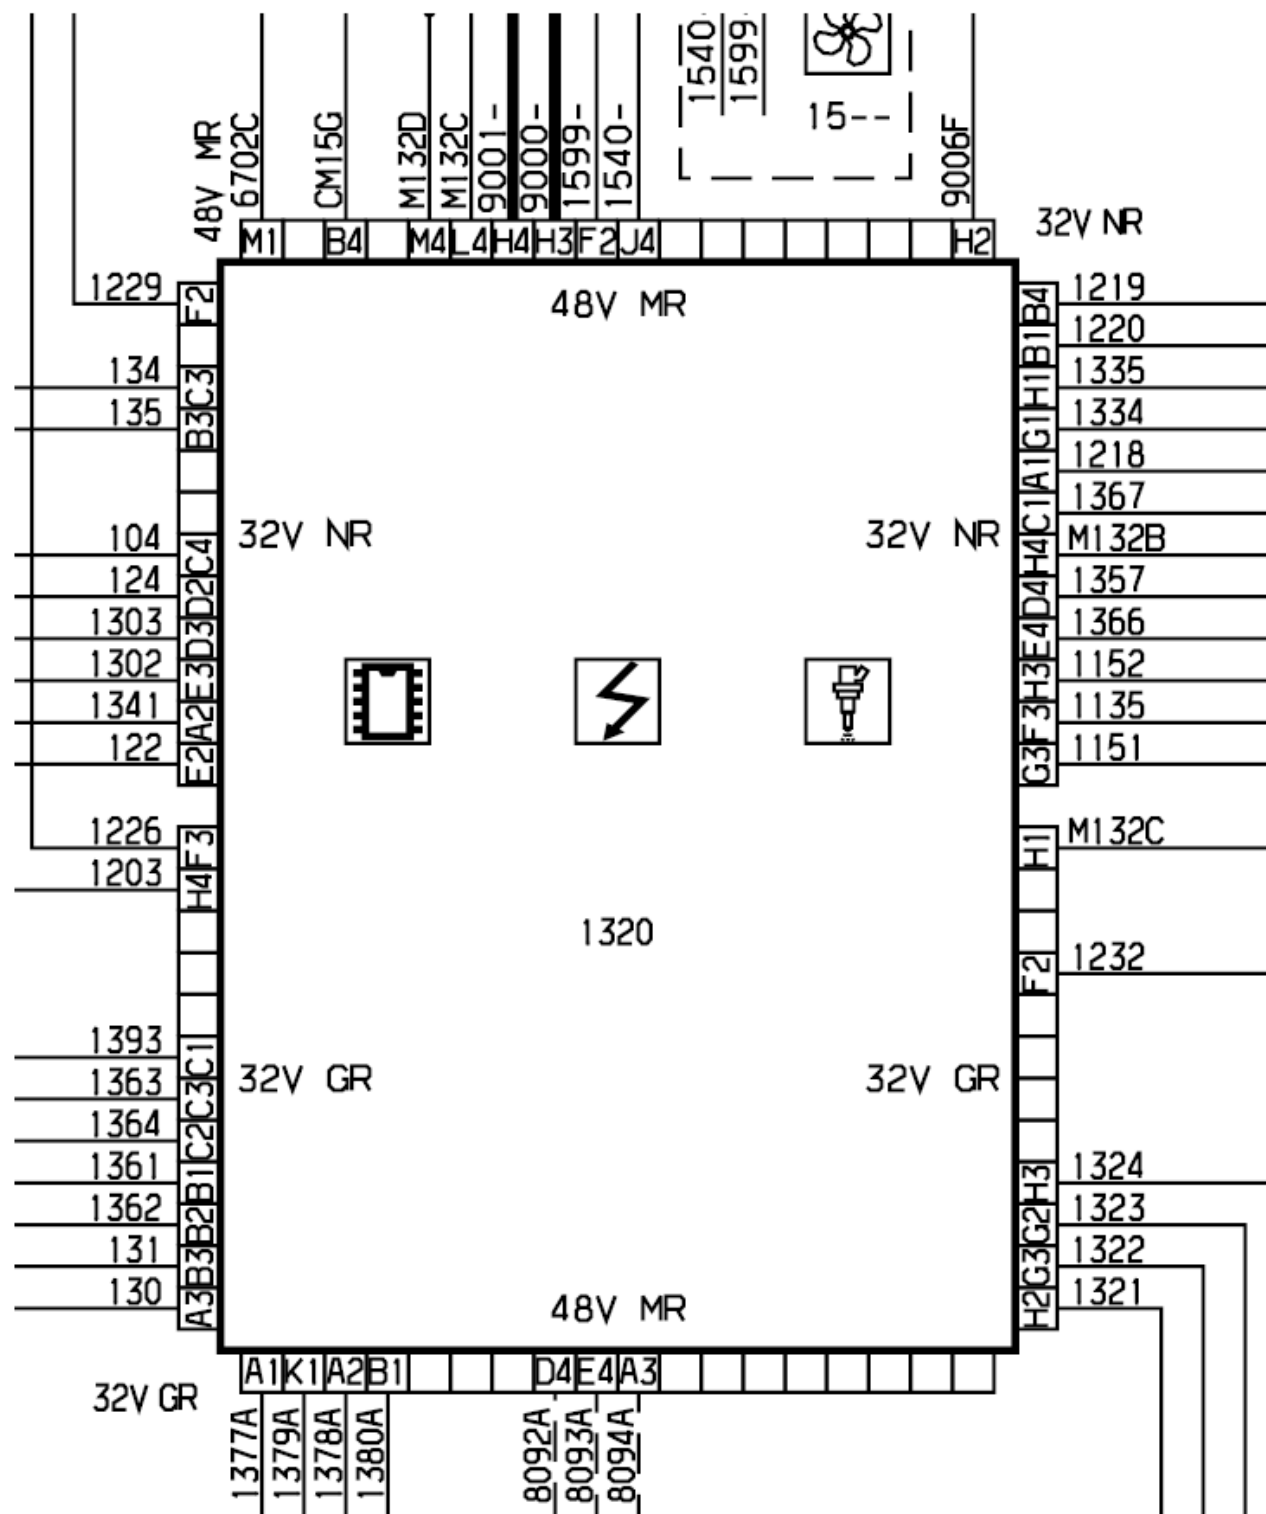 1540
1599
15--
48V MR
6702C
CM15G
M132D
M132C
9001-
9000-
1599-
1540-
9006F
32V NR
M1 B4 M4 L4 H4 H3 F2 J4 H2
48V MR
1229 F2
134 C3
135 B3
104 C4
124 D2
1303 D3
1302 E3
1341 A2
122 E2
32V NR
32V NR
B4 1219
B1 1220
H1 1335
G1 1334
A1 1218
C1 1367
H4 M132B
D4 1357
E4 1366
H3 1152
F3 1135
G3 1151
1226 F3
1203 H4
1393 C1
1363 C3
1364 C2
1361 B1
1362 B2
131 B3
130 A3
1320
32V GR
32V GR
H1 M132C
F2 1232
H3 1324
G2 1323
G3 1322
H2 1321
48V MR
32V GR
A1 K1 A2 B1 D4 E4 A3
1377A
1379A
1378A
1380A
8092A
8093A
8094A